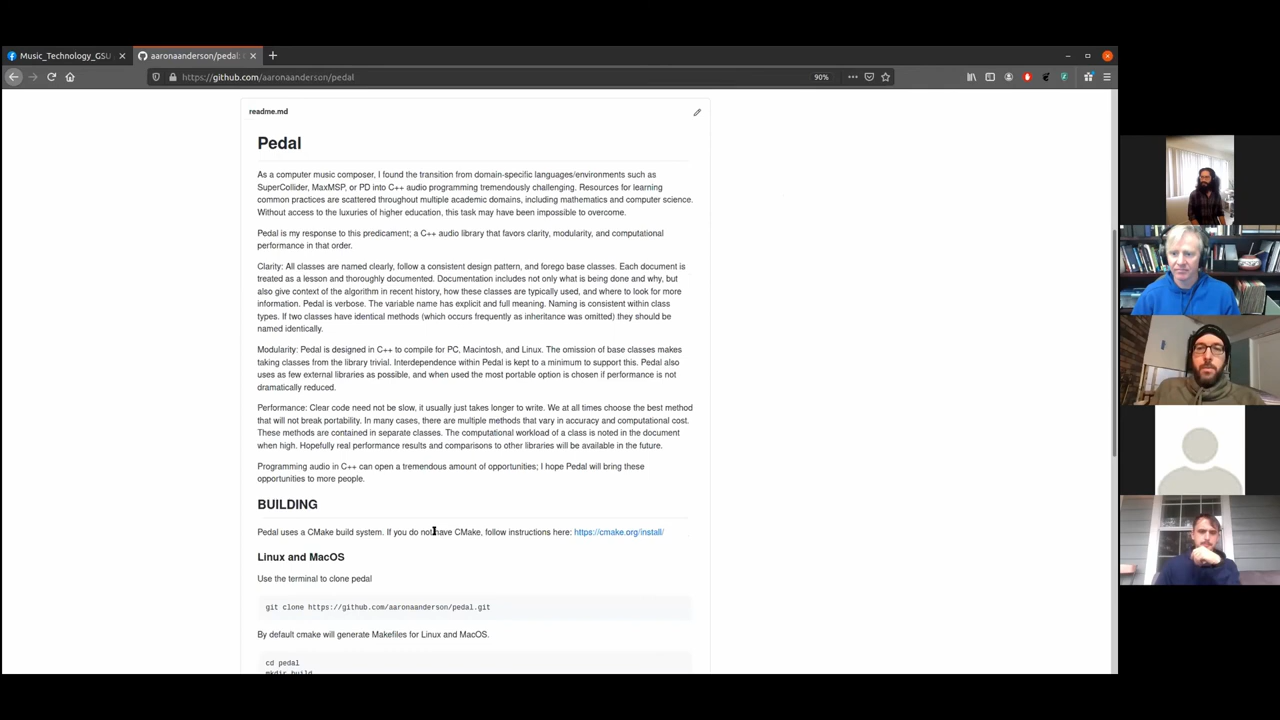 Music_Technology_GSU
aaronaanderson/pedal:
https://github.com/aaronaanderson/pedal
90%
readme.md
Pedal
As a computer music composer, I found the transition from domain-specific languages/environments such as
SuperCollider, MaxMSP, or PD into C++ audio programming tremendously challenging. Resources for learning
common practices are scattered throughout multiple academic domains, including mathematics and computer science.
Without access to the luxuries of higher education, this task may have been impossible to overcome.
Pedal is my response to this predicament; a C++ audio library that favors clarity, modularity, and computational
performance in that order.
Clarity: All classes are named clearly, follow a consistent design pattern, and forego base classes. Each document is
treated as a lesson and thoroughly documented. Documentation includes not only what is being done and why, but
also give context of the algorithm in recent history, how these classes are typically used, and where to look for more
information. Pedal is verbose. The variable name has explicit and full meaning. Naming is consistent within class
types. If two classes have identical methods (which occurs frequently as inheritance was omitted) they should be
named identically.
Modularity: Pedal is designed in C++ to compile for PC, Macintosh, and Linux. The omission of base classes makes
taking classes from the library trivial. Interdependence within Pedal is kept to a minimum to support this. Pedal also
uses as few external libraries as possible, and when used the most portable option is chosen if performance is not
dramatically reduced.
Performance: Clear code need not be slow, it usually just takes longer to write. We at all times choose the best method
that will not break portability. In many cases, there are multiple methods that vary in accuracy and computational cost.
These methods are contained in separate classes. The computational workload of a class is noted in the document
when high. Hopefully real performance results and comparisons to other libraries will be available in the future.
Programming audio in C++ can open a tremendous amount of opportunities; I hope Pedal will bring these
opportunities to more people.
BUILDING
Pedal uses a CMake build system. If you do not have CMake, follow instructions here: https://cmake.org/install/
Linux and MacOS
Use the terminal to clone pedal
git clone https://github.com/aaronaanderson/pedal.git
By default cmake will generate Makefiles for Linux and MacOS.
cd pedal
mkdir build